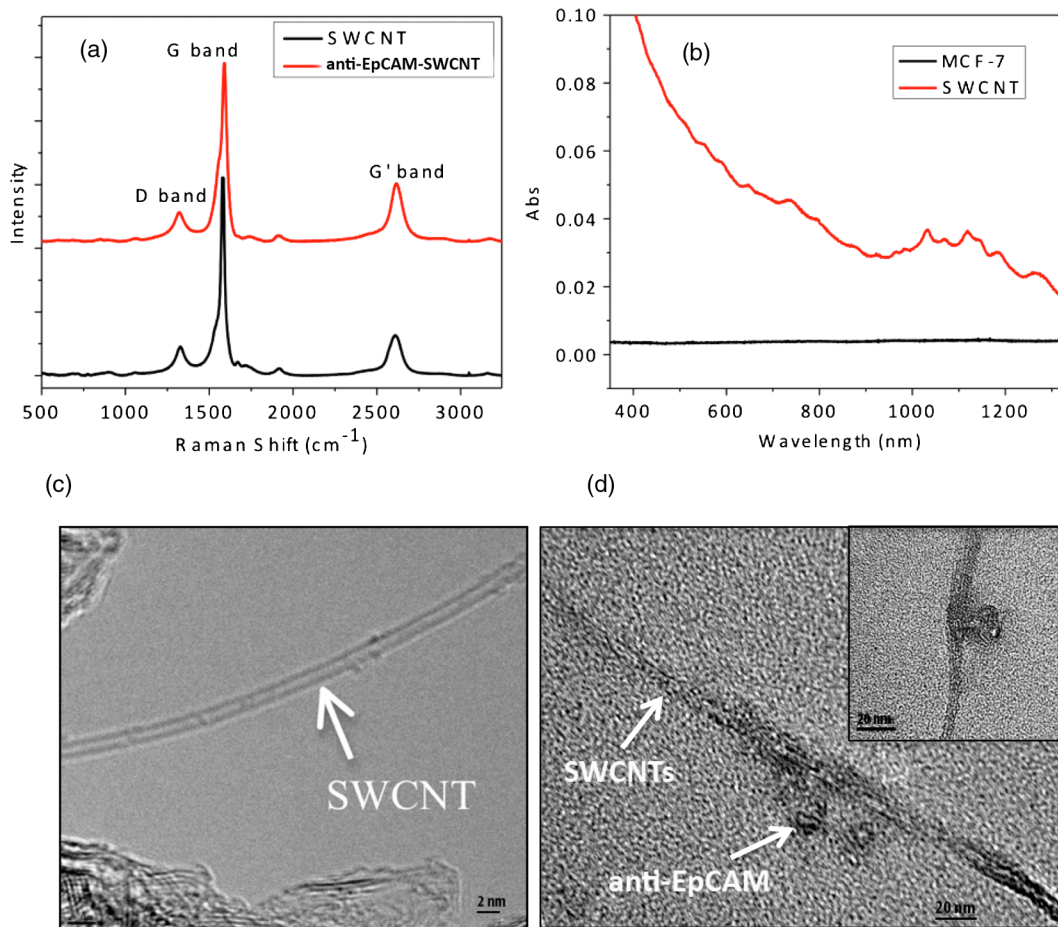 (a)
G band
SWCNT
anti-EpCAM-SWCNT
D band
G' band
Intensity
500 1000 1500 2000 2500 3000
Raman Shift (cm-1)
(b)
MCF-7
SWCNT
0.10
0.08
0.06
0.04
0.02
0.00
Abs
400 600 800 1000 1200
Wavelength (nm)
(c)
SWCNT
2 nm
(d)
20 nm
SWCNTs
anti-EpCAM
20 nm